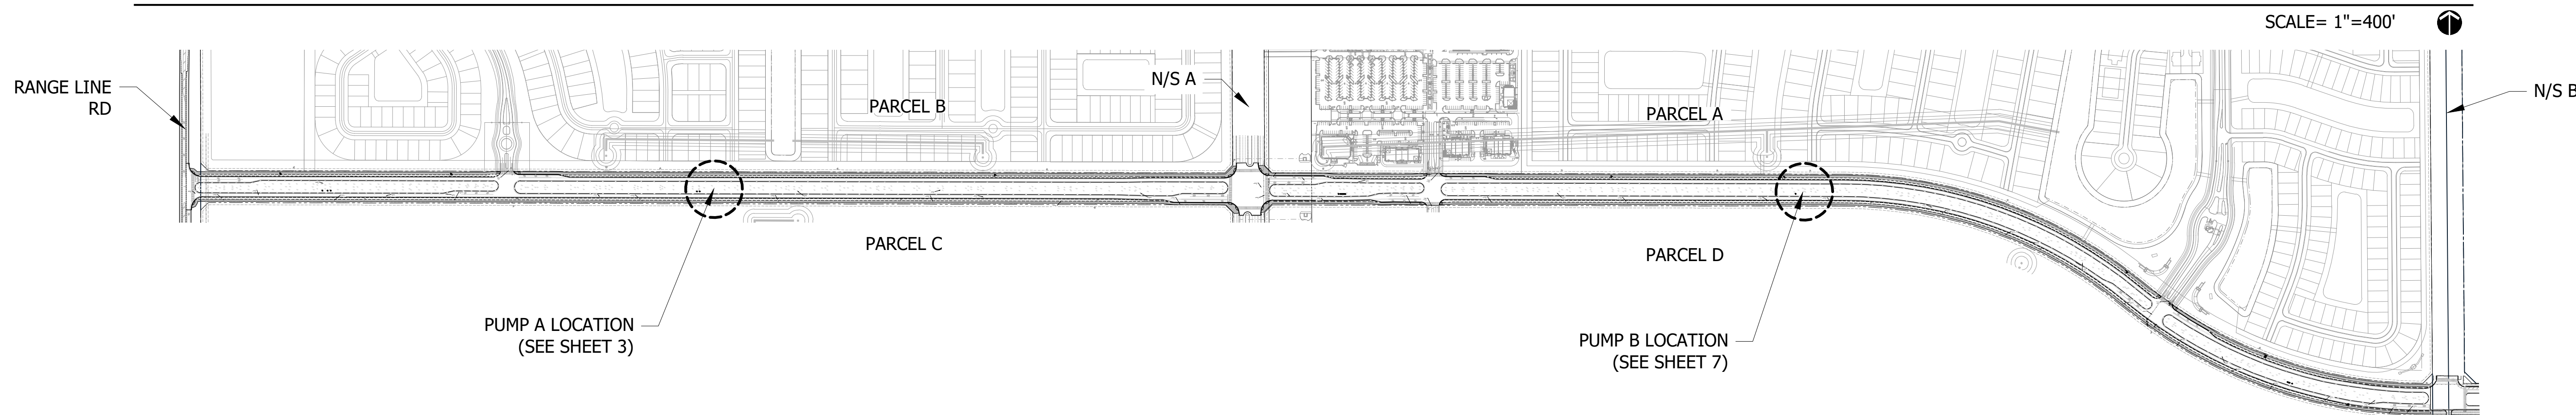 SCALE= 1"=400'
RANGE LINE
RD
N/S A
N/S B
PARCEL B
PARCEL A
PARCEL C
PARCEL D
PUMP A LOCATION
(SEE SHEET 3)
PUMP B LOCATION
(SEE SHEET 7)